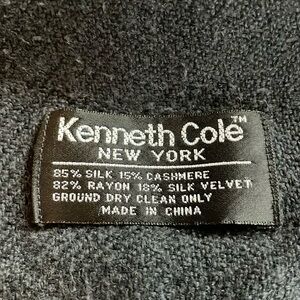 Kenneth Cole™
NEW YORK
85% SILK 15% CASHMERE
82% RAYON 18% SILK VELVET
GROUND DRY CLEAN ONLY
MADE IN CHINA